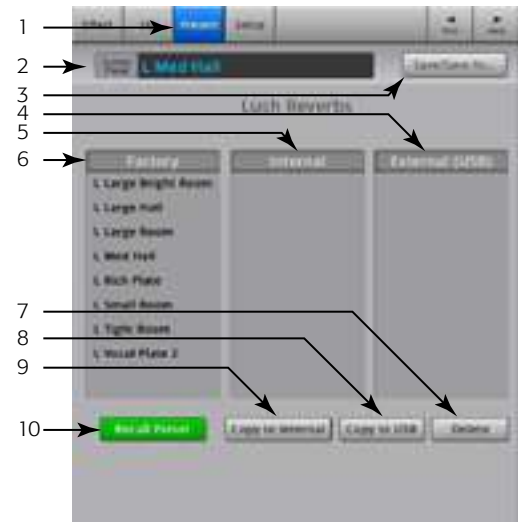 1
Effect
Preset
Setup
2
L Med Hall
Save/Save As...
3
Lush Reverbs
4
5
6
Factory
Internal
External (USB)
L Large Bright Room
L Large Hall
L Large Room
L Med Hall
L Rich Plate
L Small Room
L Tight Room
L Vocal Plate 2
7
8
9
10
Recall Preset
Copy to Internal
Copy to USB
Delete